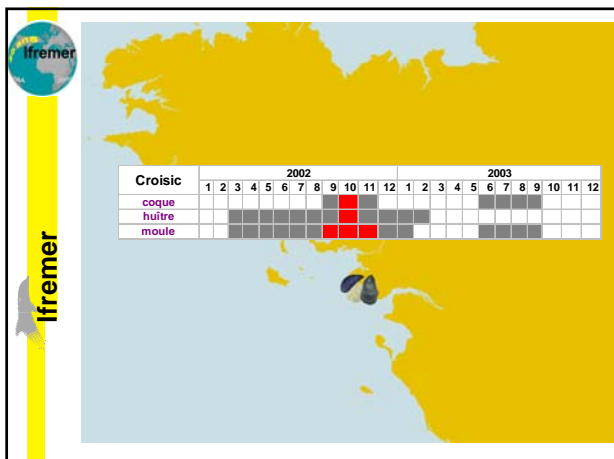 Ifremer
Croisic 2002 2003
1 2 3 4 5 6 7 8 9 10 11 12 1 2 3 4 5 6 7 8 9 10 11 12
coque
huître
moule
Ifremer